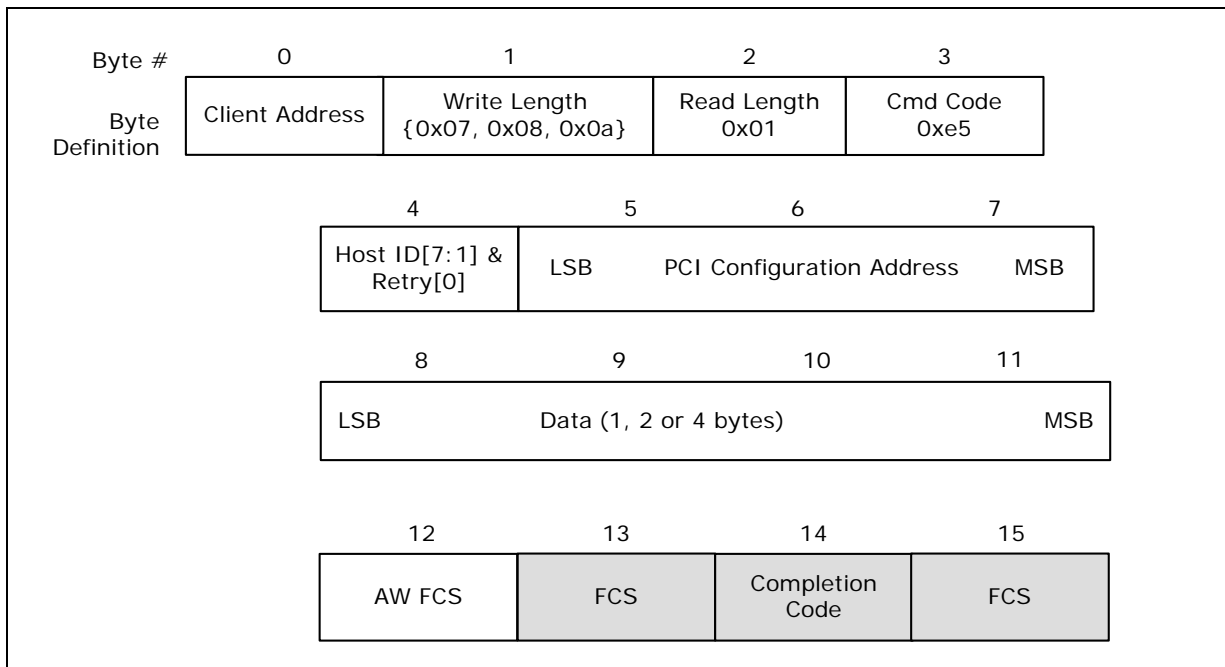 Byte # 0 1 2 3
Byte
Definition
Client Address
Write Length
{0x07, 0x08, 0x0a}
Read Length
0x01
Cmd Code
0xe5
4 5 6 7
Host ID[7:1] &
Retry[0]
LSB PCI Configuration Address MSB
8 9 10 11
LSB Data (1, 2 or 4 bytes) MSB
12 13 14 15
AW FCS
FCS
Completion
Code
FCS